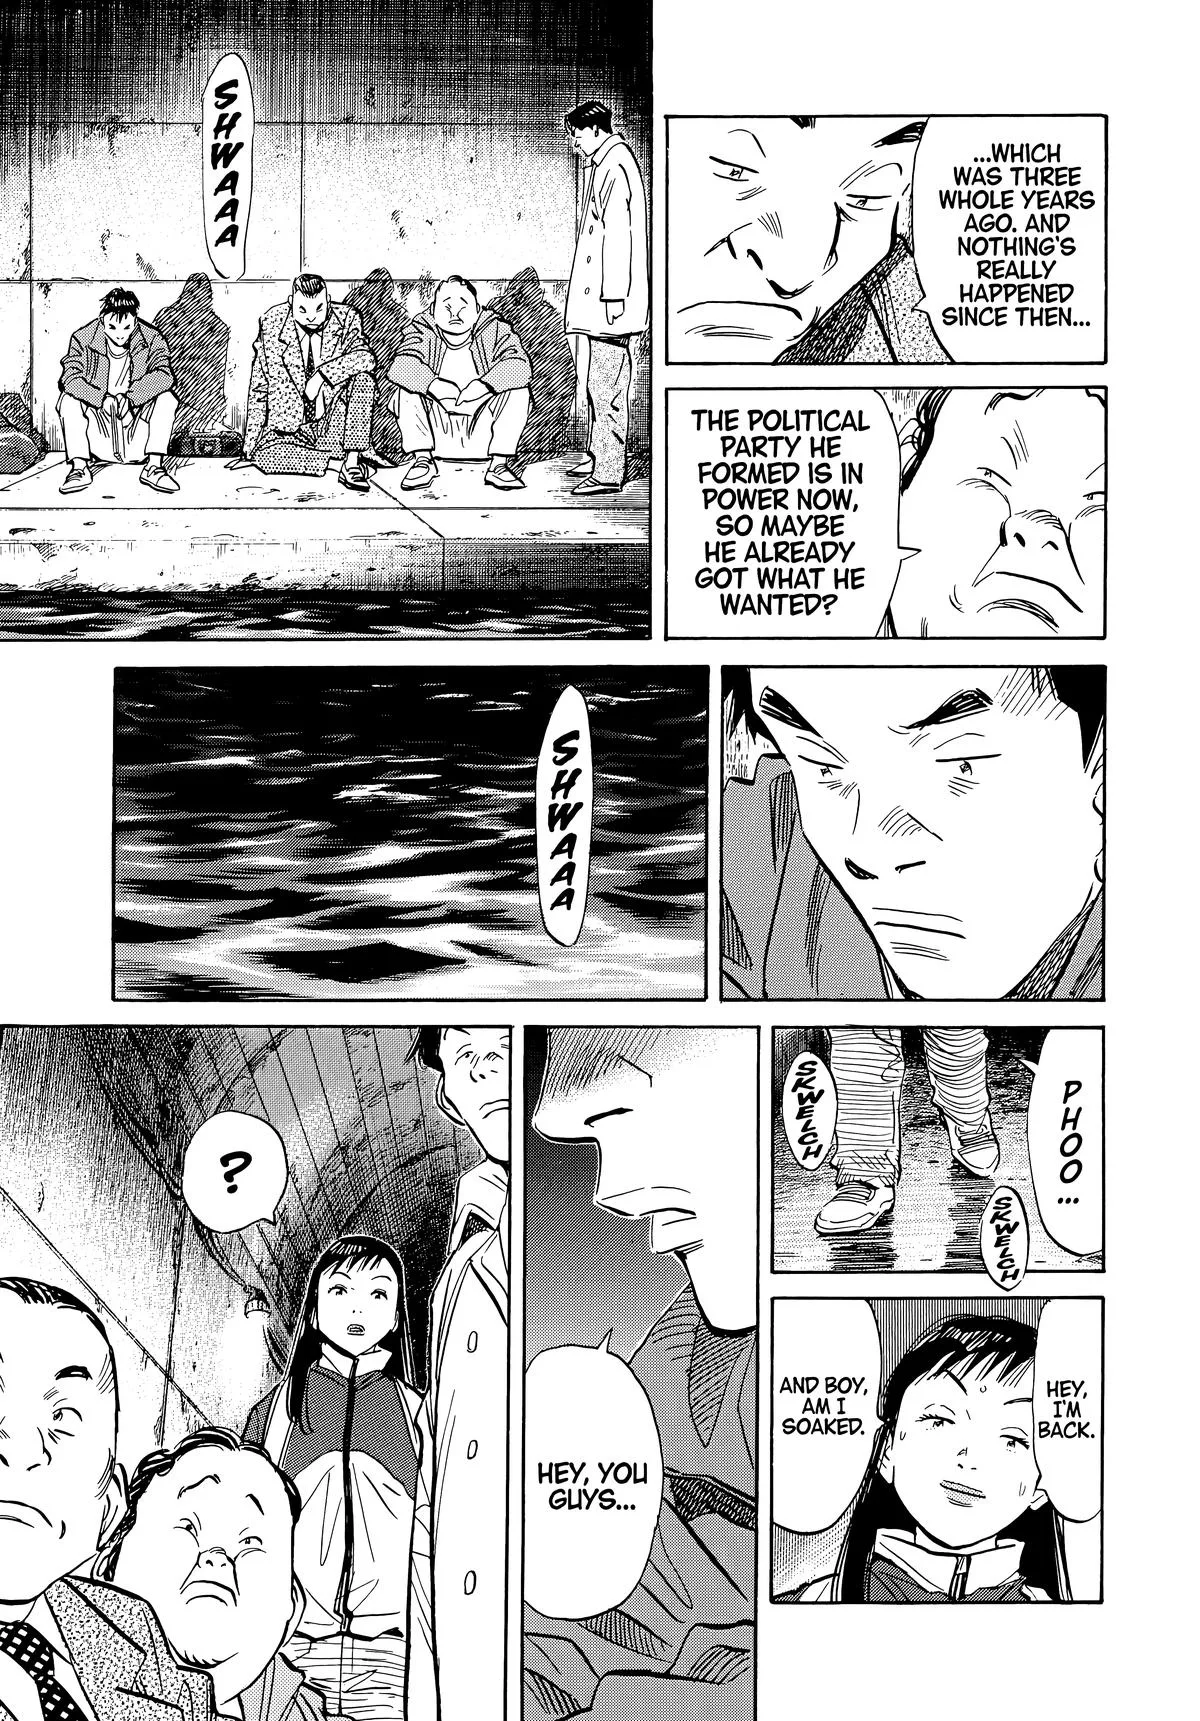 ...WHICH
WAS THREE
WHOLE YEARS
AGO. AND
NOTHING'S
REALLY
HAPPENED
SINCE THEN...
SHWAAA
THE POLITICAL
PARTY HE
FORMED IS IN
POWER NOW,
SO MAYBE
HE ALREADY
GOT WHAT HE
WANTED?
SHWAAA
PHOO...
SKWELCH
SKWELCH
HEY,
I'M
BACK.
AND BOY,
AM I
SOAKED.
HEY, YOU
GUYS...
?